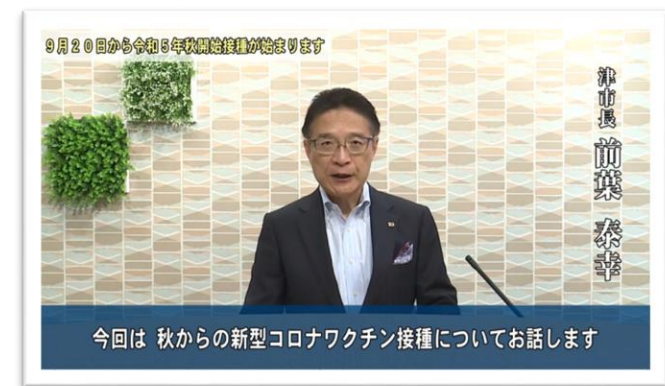 9月20日から令和5年秋開始接種が始まります
津市長 前葉 泰幸
今回は 秋からの新型コロナワクチン接種についてお話します